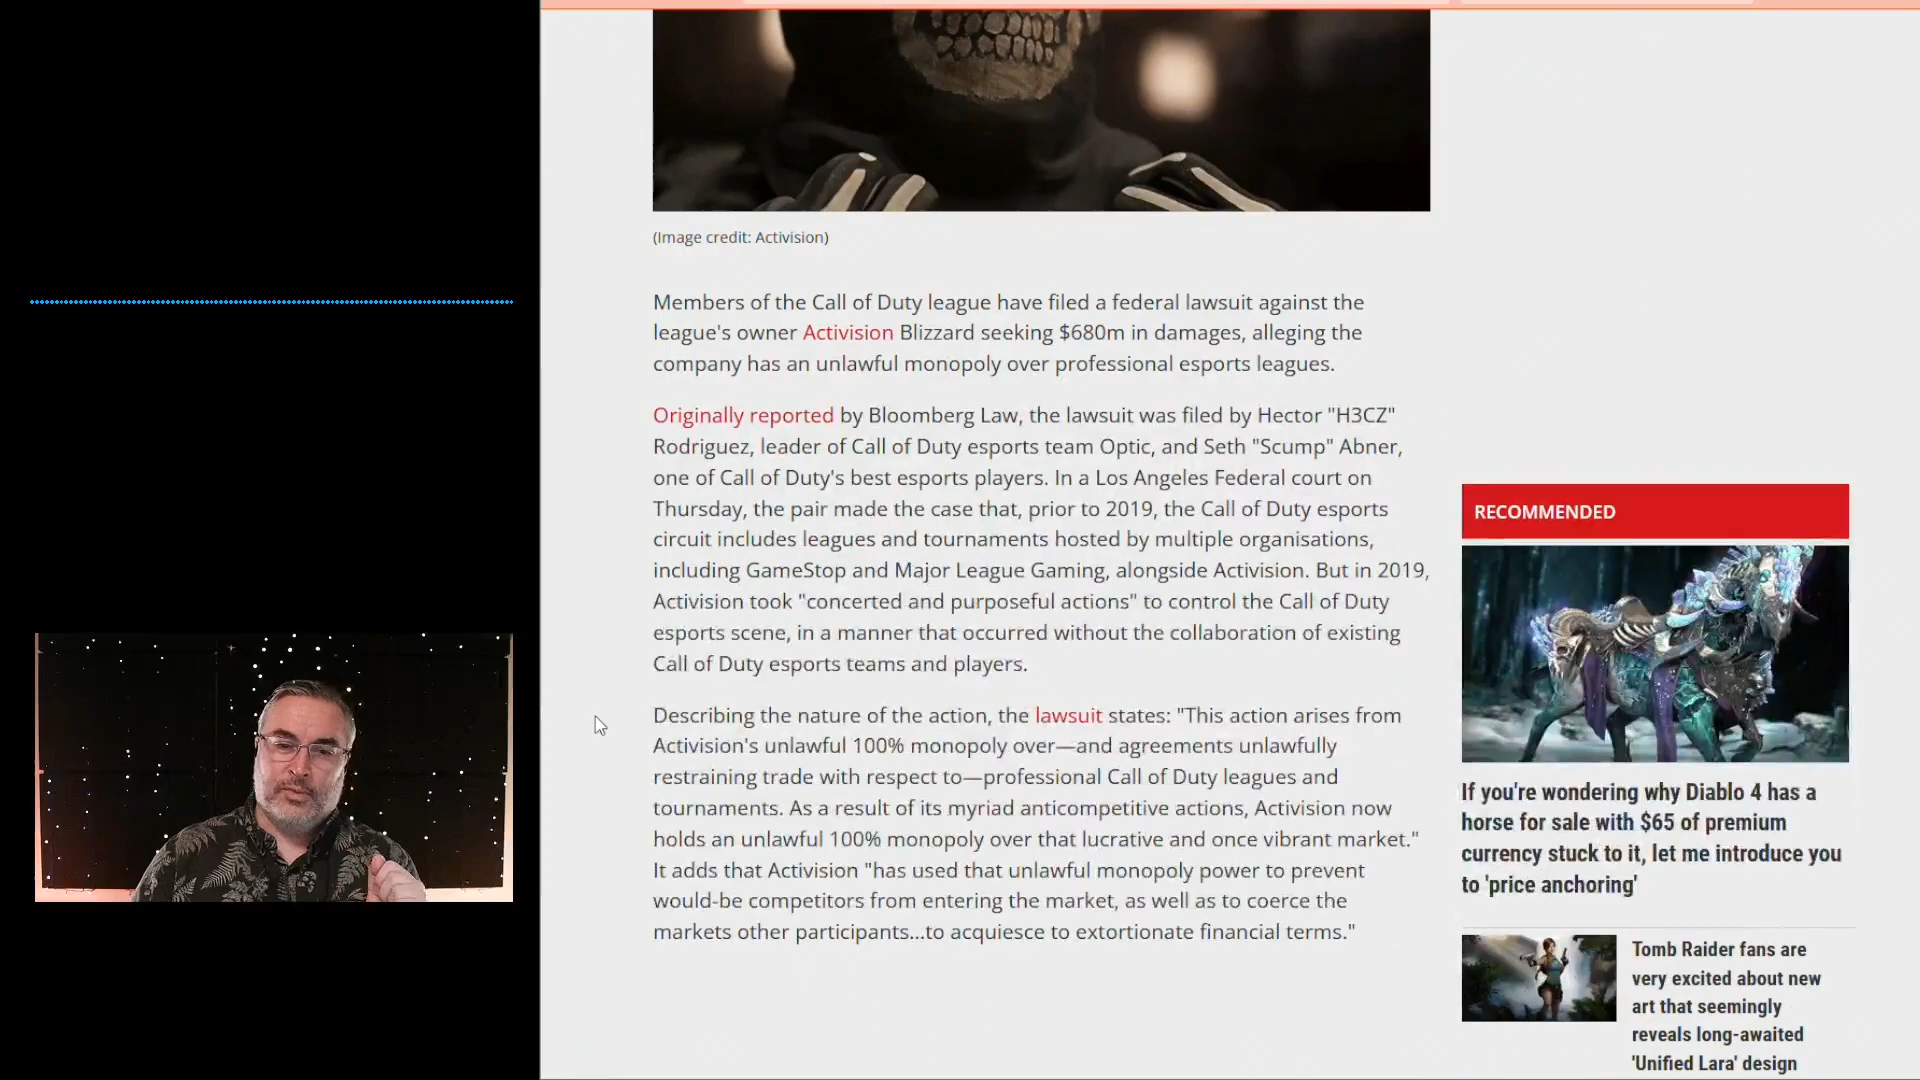 (Image credit: Activision)
Members of the Call of Duty league have filed a federal lawsuit against the
league's owner Activision Blizzard seeking $680m in damages, alleging the
company has an unlawful monopoly over professional esports leagues.
Originally reported by Bloomberg Law, the lawsuit was filed by Hector "H3CZ"
Rodriguez, leader of Call of Duty esports team Optic, and Seth "Scump" Abner,
one of Call of Duty's best esports players. In a Los Angeles Federal court on
Thursday, the pair made the case that, prior to 2019, the Call of Duty esports
circuit includes leagues and tournaments hosted by multiple organisations,
including GameStop and Major League Gaming, alongside Activision. But in 2019,
Activision took "concerted and purposeful actions" to control the Call of Duty
esports scene, in a manner that occurred without the collaboration of existing
Call of Duty esports teams and players.
Describing the nature of the action, the lawsuit states: "This action arises from
Activision's unlawful 100% monopoly over—and agreements unlawfully
restraining trade with respect to—professional Call of Duty leagues and
tournaments. As a result of its myriad anticompetitive actions, Activision now
holds an unlawful 100% monopoly over that lucrative and once vibrant market."
It adds that Activision "has used that unlawful monopoly power to prevent
would-be competitors from entering the market, as well as to coerce the
markets other participants...to acquiesce to extortionate financial terms."
RECOMMENDED
If you're wondering why Diablo 4 has a
horse for sale with $65 of premium
currency stuck to it, let me introduce you
to 'price anchoring'
Tomb Raider fans are
very excited about new
art that seemingly
reveals long-awaited
'Unified Lara' design